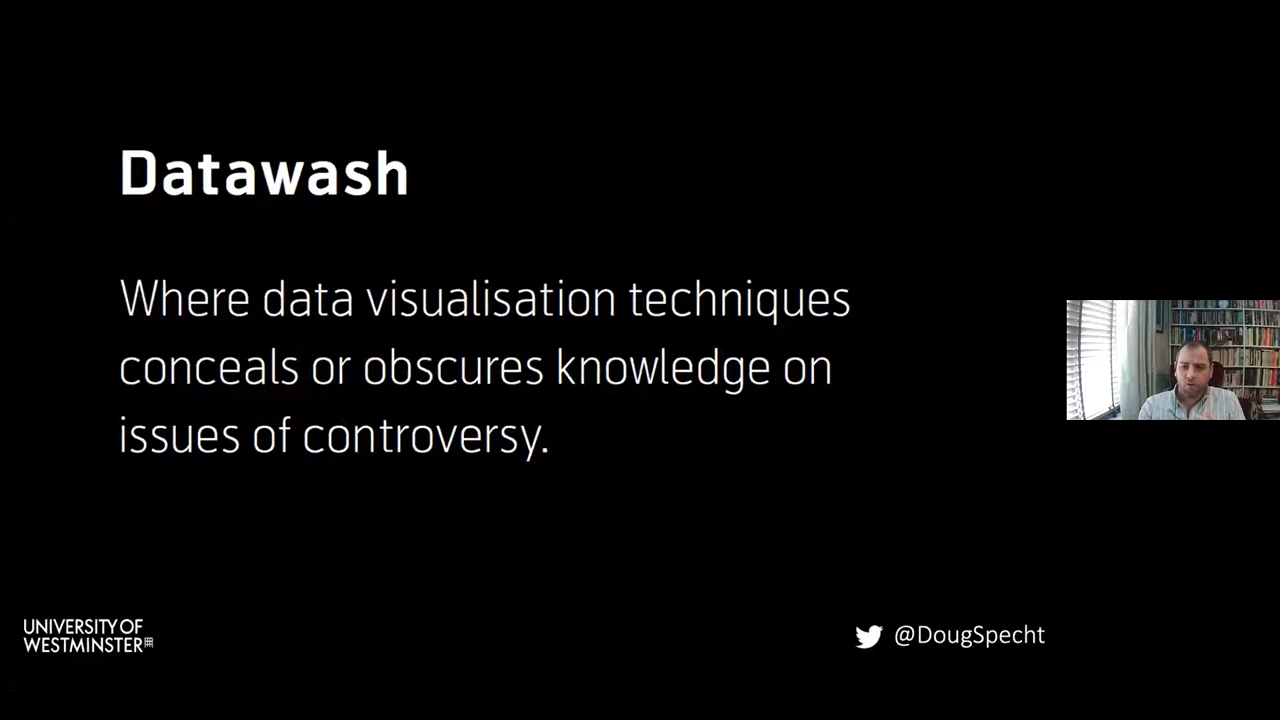 Datawash
Where data visualisation techniques
conceals or obscures knowledge on
issues of controversy.
UNIVERSITY OF
WESTMINSTER
@DougSpecht